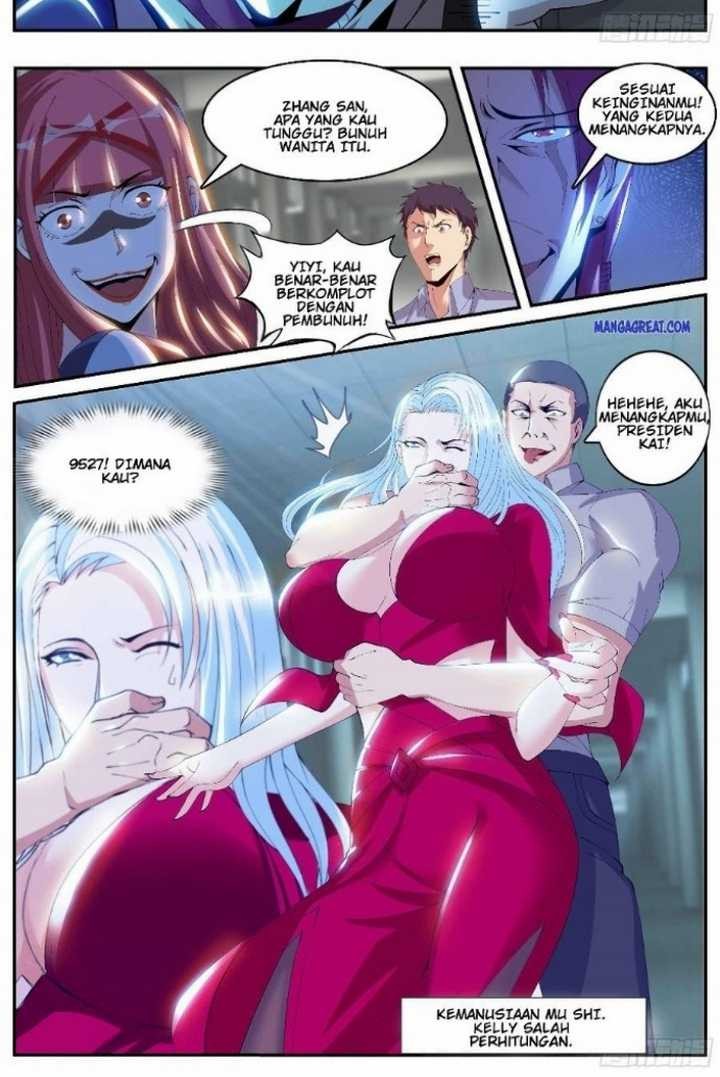 ZHANG SAN,
APA YANG KAU
TUNGGU? BUNUH
WANITA ITU.
SESUAI
KEINGINANMU!
YANG KEDUA
MENANGKAPNYA.
YIYI, KAU
BENAR-BENAR
BERKOMPLOT
DENGAN
PEMBUNUH!
MANGAGREAT.COM
HEHEHE, AKU
MENANGKAPMU,
PRESIDEN
KAI!
9527! DIMANA
KAU?
KEMANUSIAAN MU SHI.
KELLY SALAH
PERHITUNGAN.